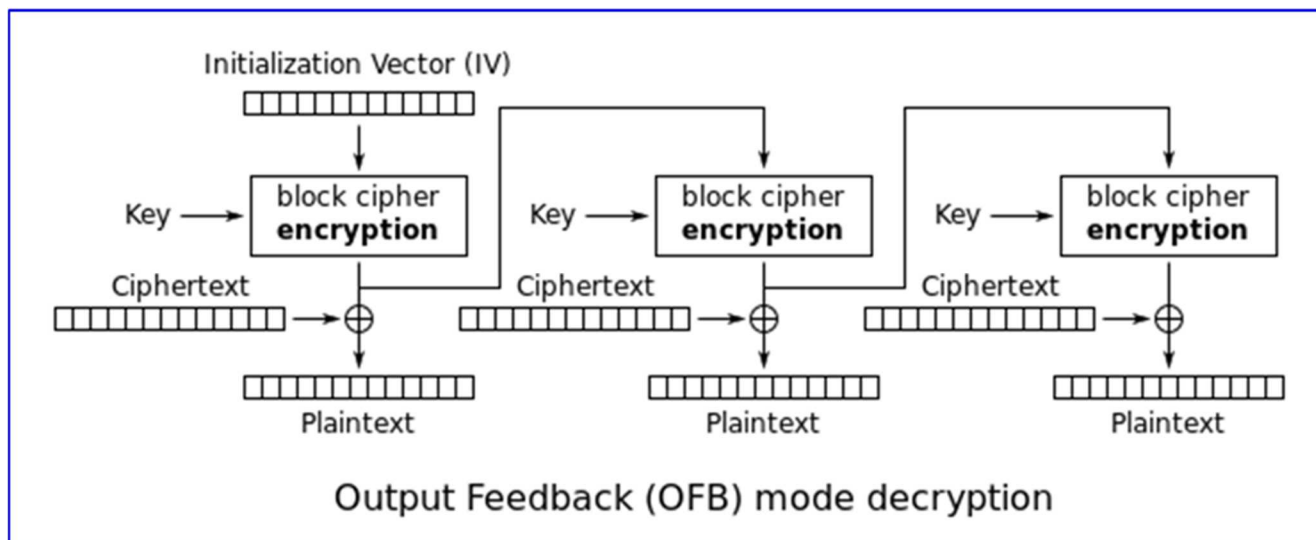 Initialization Vector (IV)
block cipher
encryption
Key
block cipher
encryption
Key
block cipher
encryption
Key
Ciphertext
Ciphertext
Ciphertext
Plaintext
Plaintext
Plaintext
Output Feedback (OFB) mode decryption